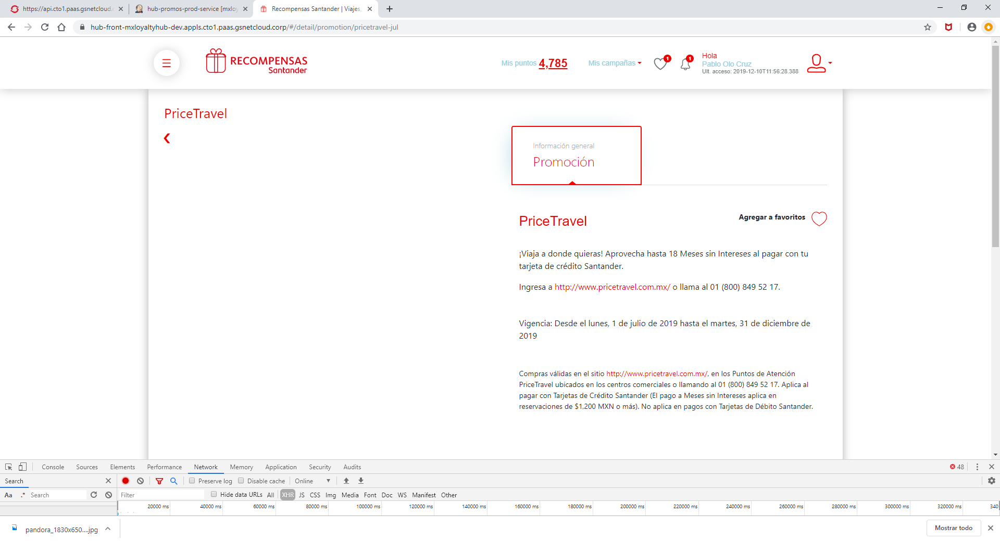 https://api.cto1.paas.gsnetcloud.c
hub-promos-prod-service [mxloy
Recompensas Santander | Viajes,
hub-front-mxloyaltyhub-dev.appls.cto1.paas.gsnetcloud.corp/#/detail/promotion/pricetravel-jul
RECOMPENSAS
Santander
Mis puntos 4,785
Mis campañas
1
1
Hola
Pablo Olo Cruz
Ult. acceso: 2019-12-10T11:56:28.388
PriceTravel
Información general
Promoción
PriceTravel
Agregar a favoritos
¡Viaja a donde quieras! Aprovecha hasta 18 Meses sin Intereses al pagar con tu
tarjeta de crédito Santander.
Ingresa a http://www.pricetravel.com.mx/ o llama al 01 (800) 849 52 17.
Vigencia: Desde el lunes, 1 de julio de 2019 hasta el martes, 31 de diciembre de
2019
Compras válidas en el sitio http://www.pricetravel.com.mx/, en los Puntos de Atención
PriceTravel ubicados en los centros comerciales o llamando al 01 (800) 849 52 17. Aplica al
pagar con Tarjetas de Crédito Santander (El pago a Meses sin Intereses aplica en
reservaciones de $1,200 MXN o más). No aplica en pagos con Tarjetas de Débito Santander.
Console Sources Elements Performance Network Memory Application Security Audits 48
Search
Preserve log Disable cache Online
Aa .* Search
Filter Hide data URLs All XHR JS CSS Img Media Font Doc WS Manifest Other
20000 ms 40000 ms 60000 ms 80000 ms 100000 ms 120000 ms 140000 ms 160000 ms 180000 ms 200000 ms 220000 ms 240000 ms 260000 ms 280000 ms 300000 ms 320000 ms 340
pandora_1830x650....jpg
Mostrar todo